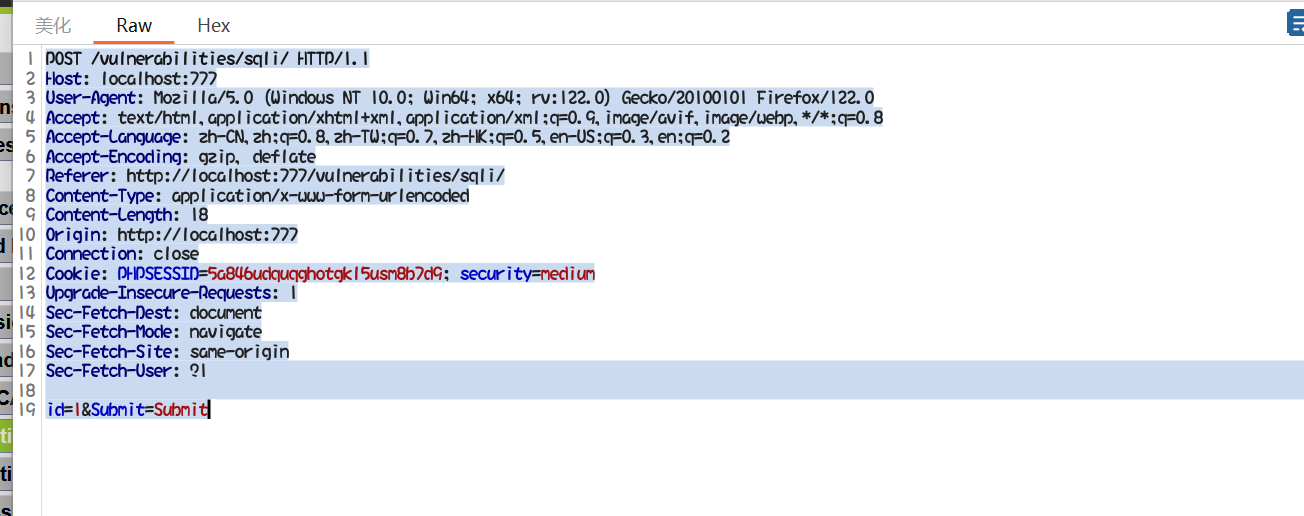 美化 Raw Hex
1 POST /vulnerabilities/sqli/ HTTP/1.1
2 Host: localhost:777
3 User-Agent: Mozilla/5.0 (Windows NT 10.0; Win64; x64; rv:122.0) Gecko/20100101 Firefox/122.0
4 Accept: text/html,application/xhtml+xml,application/xml;q=0.9,image/avif,image/webp,*/*;q=0.8
5 Accept-Language: zh-CN,zh;q=0.8,zh-TW;q=0.7,zh-HK;q=0.5,en-US;q=0.3,en;q=0.2
6 Accept-Encoding: gzip, deflate
7 Referer: http://localhost:777/vulnerabilities/sqli/
8 Content-Type: application/x-www-form-urlencoded
9 Content-Length: 18
10 Origin: http://localhost:777
11 Connection: close
12 Cookie: PHPSESSID=5a846udquqghotgkl5usm8b7d9; security=medium
13 Upgrade-Insecure-Requests: 1
14 Sec-Fetch-Dest: document
15 Sec-Fetch-Mode: navigate
16 Sec-Fetch-Site: same-origin
17 Sec-Fetch-User: ?1
18
19 id=1&Submit=Submit